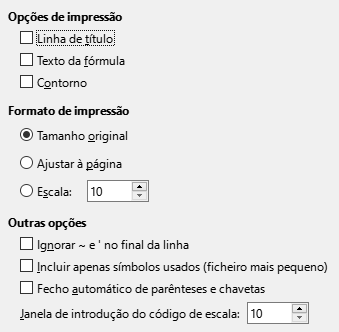 Opções de impressão
Linha de título
Texto da fórmula
Contorno
Formato de impressão
Tamanho original
Ajustar à página
Escala: 10
Outras opções
Ignorar ~ e ' no final da linha
Incluir apenas símbolos usados (ficheiro mais pequeno)
Fecho automático de parênteses e chavetas
Janela de introdução do código de escala: 10